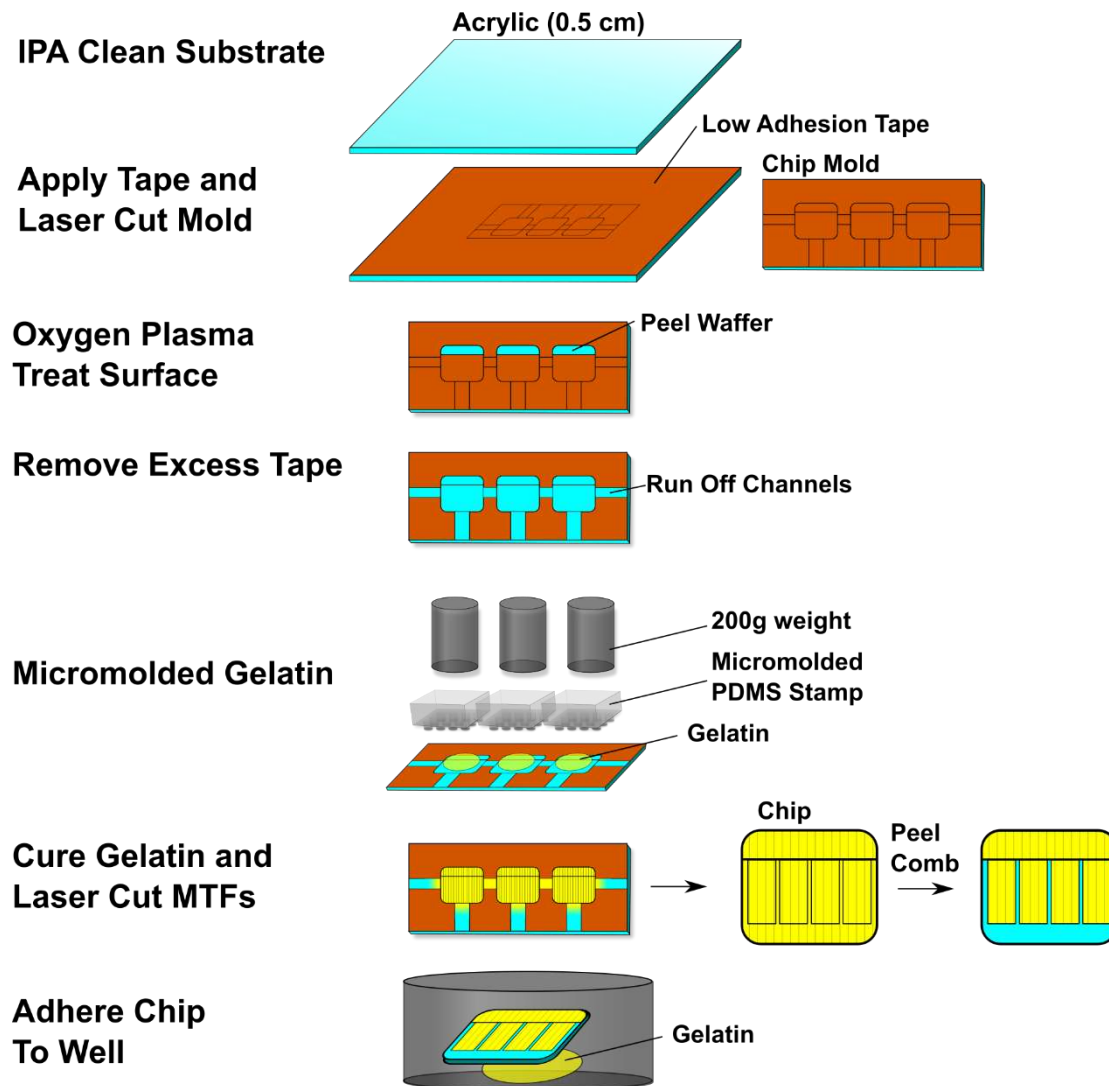 Acrylic (0.5 cm)
IPA Clean Substrate
Low Adhesion Tape
Apply Tape and
Laser Cut Mold
Chip Mold
Oxygen Plasma
Treat Surface
Peel Waffer
Remove Excess Tape
Run Off Channels
Micromolded Gelatin
200g weight
Micromolded
PDMS Stamp
Gelatin
Cure Gelatin and
Laser Cut MTFs
Chip
Peel
Comb
Adhere Chip
To Well
Gelatin